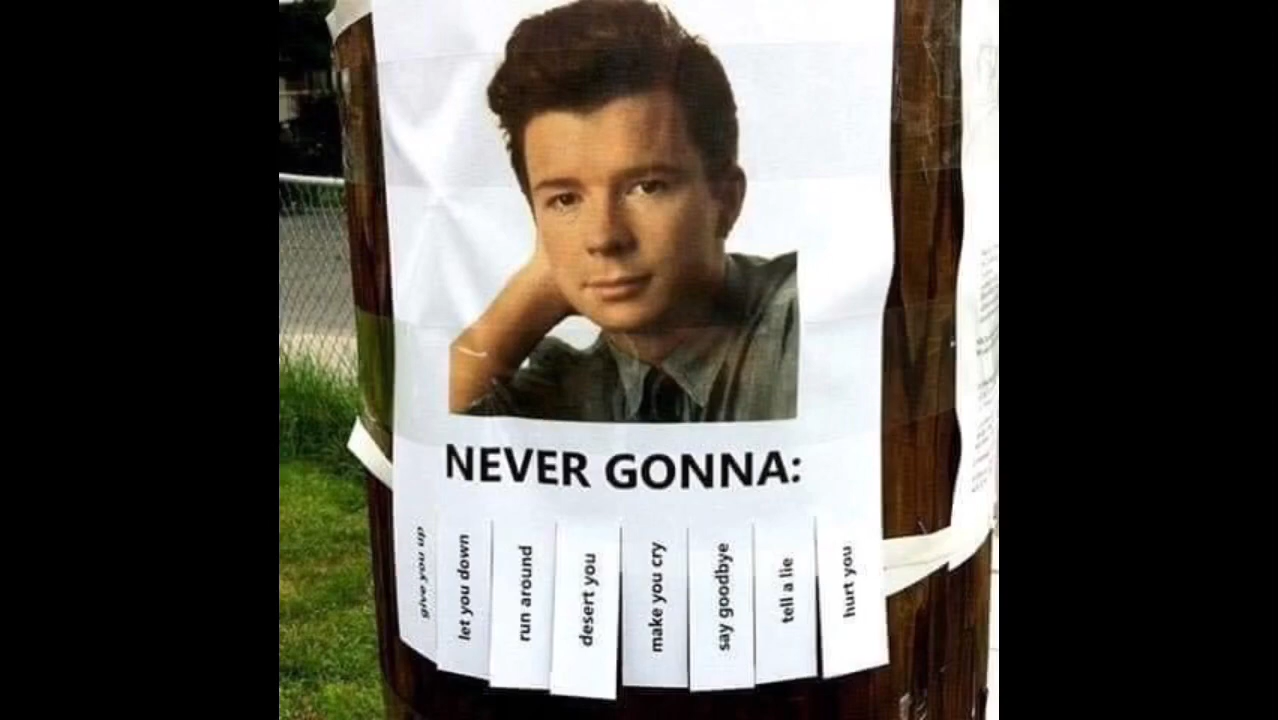 NEVER GONNA:
give you up
let you down
run around
desert you
make you cry
say goodbye
tell a lie
hurt you